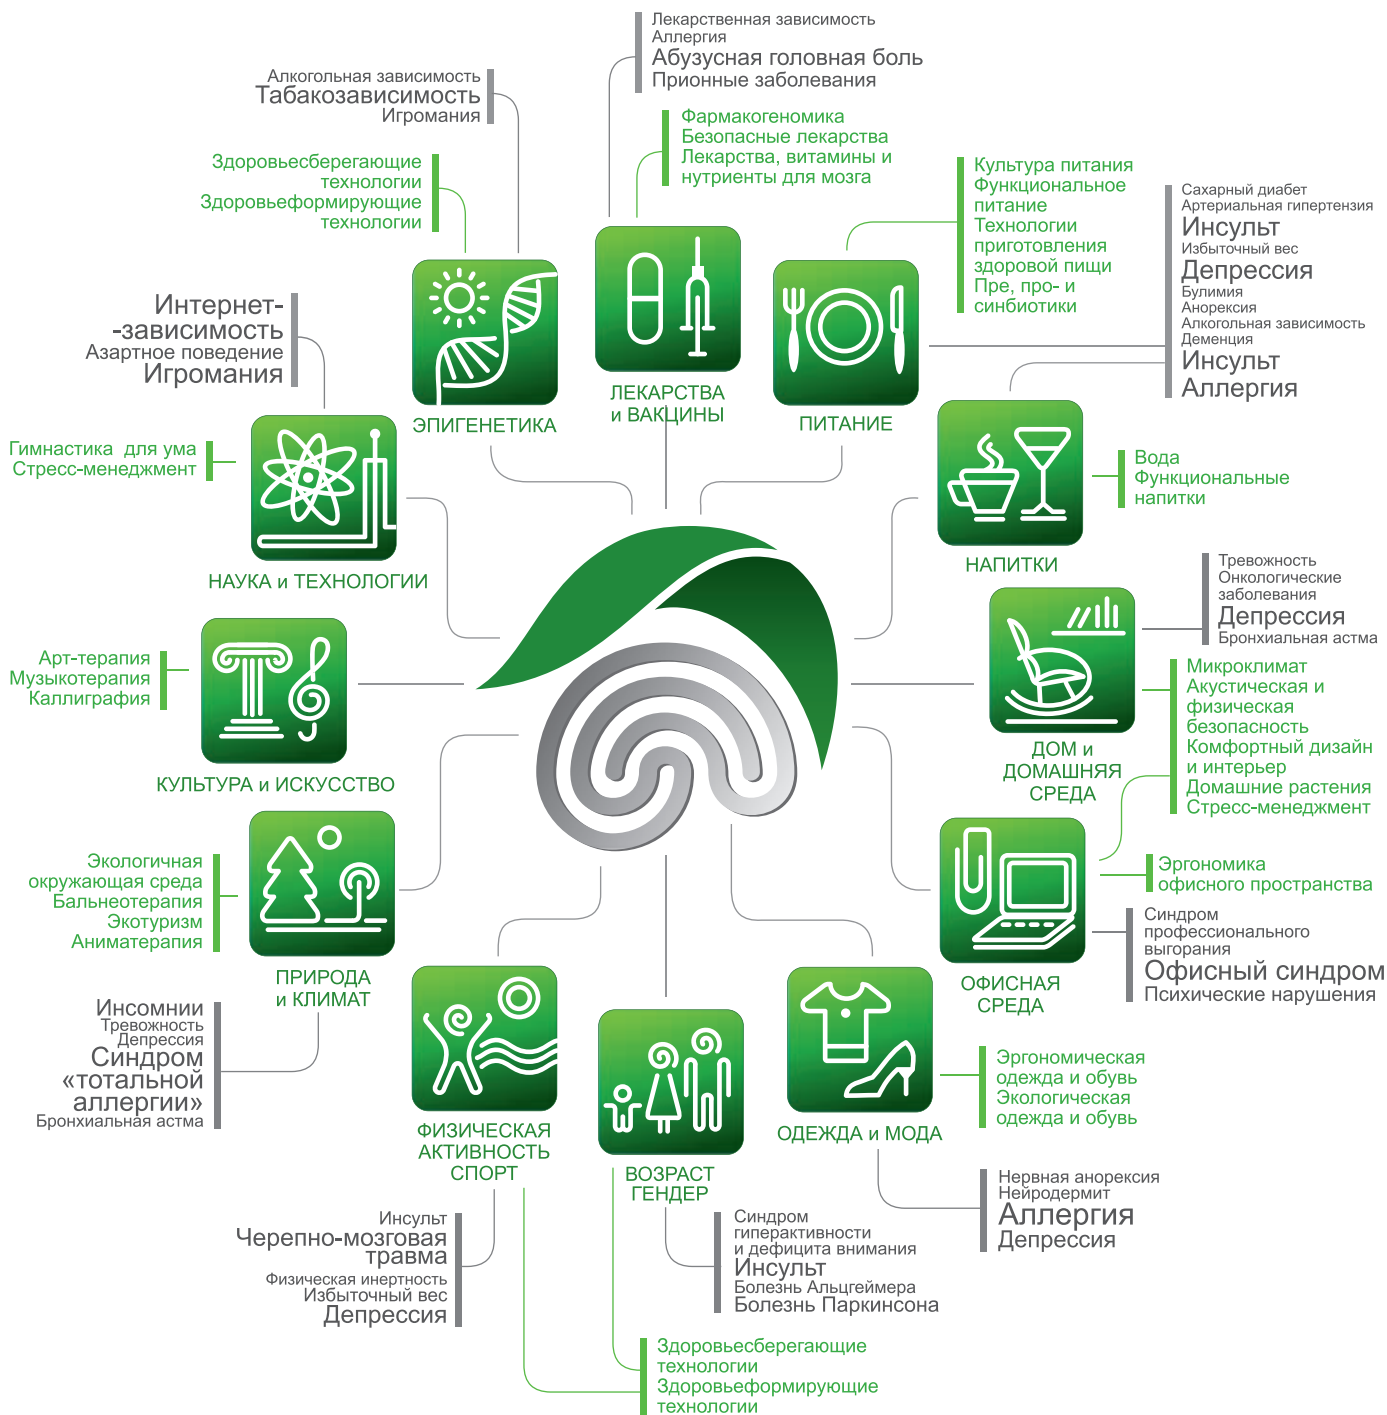 Лекарственная зависимость
Аллергия
Абузусная головная боль
Прионные заболевания
Алкогольная зависимость
Табакозависимость
Игромания
Фармакогеномика
Безопасные лекарства
Лекарства, витамины и
нутриенты для мозга
Здоровьесберегающие
технологии
Здоровьеформирующие
технологии
Культура питания
Функциональное
питание
Технологии
приготовления
здоровой пищи
Пре, про- и
синбиотики
Сахарный диабет
Артериальная гипертензия
Инсульт
Избыточный вес
Депрессия
Булимия
Анорексия
Алкогольная зависимость
Деменция
Инсульт
Аллергия
Интернет-
-зависимость
Азартное поведение
Игромания
ЭПИГЕНЕТИКА
ЛЕКАРСТВА
и ВАКЦИНЫ
ПИТАНИЕ
Гимнастика для ума
Стресс-менеджмент
НАУКА и ТЕХНОЛОГИИ
Вода
Функциональные
напитки
НАПИТКИ
Тревожность
Онкологические
заболевания
Депрессия
Бронхиальная астма
Арт-терапия
Музыкотерапия
Каллиграфия
КУЛЬТУРА и ИСКУССТВО
Микроклимат
Акустическая и
физическая
безопасность
Комфортный дизайн
и интерьер
Домашние растения
Стресс-менеджмент
ДОМ и
ДОМАШНЯЯ
СРЕДА
Экологичная
окружающая среда
Бальнеотерапия
Экотуризм
Аниматерапия
ПРИРОДА
и КЛИМАТ
Эргономика
офисного пространства
Синдром
профессионального
выгорания
Офисный синдром
Психические нарушения
ОФИСНАЯ
СРЕДА
Инсомнии
Тревожность
Депрессия
Синдром
«тотальной
аллергии»
Бронхиальная астма
Эргономическая
одежда и обувь
Экологическая
одежда и обувь
ФИЗИЧЕСКАЯ
АКТИВНОСТЬ
СПОРТ
ВОЗРАСТ
ГЕНДЕР
ОДЕЖДА и МОДА
Нервная анорексия
Нейродермит
Аллергия
Депрессия
Инсульт
Черепно-мозговая
травма
Физическая инертность
Избыточный вес
Депрессия
Синдром
гиперактивности
и дефицита внимания
Инсульт
Болезнь Альцгеймера
Болезнь Паркинсона
Здоровьесберегающие
технологии
Здоровьеформирующие
технологии